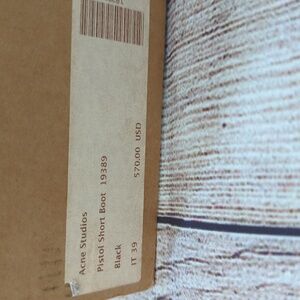 Acne Studios
Pistol Short Boot 19389
Black
IT 39 570.00 USD